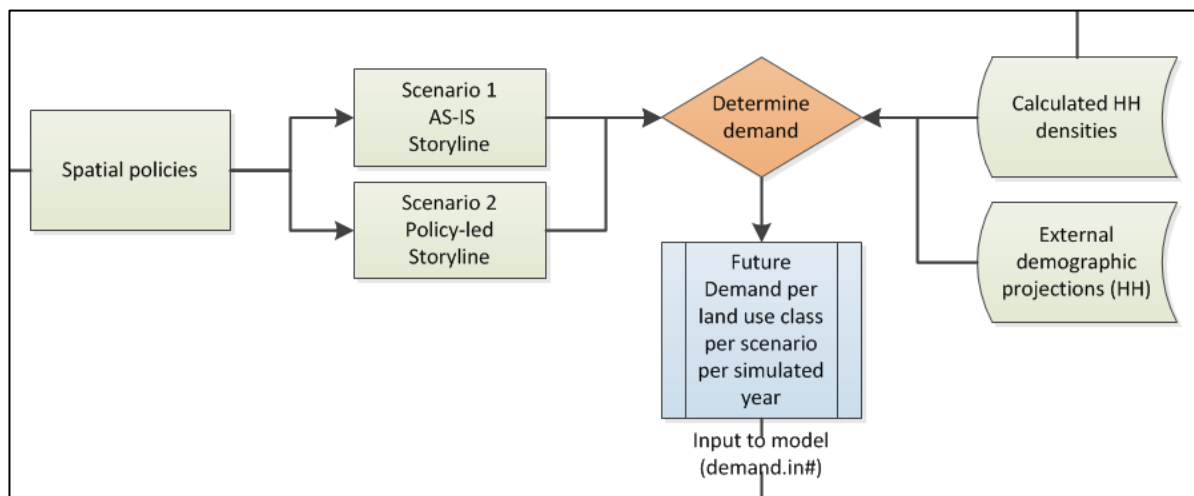 Spatial policies
Scenario 1
AS-IS
Storyline
Scenario 2
Policy-led
Storyline
Determine
demand
Future
Demand per
land use class
per scenario
per simulated
year
Input to model
(demand.in#)
Calculated HH
densities
External
demographic
projections (HH)